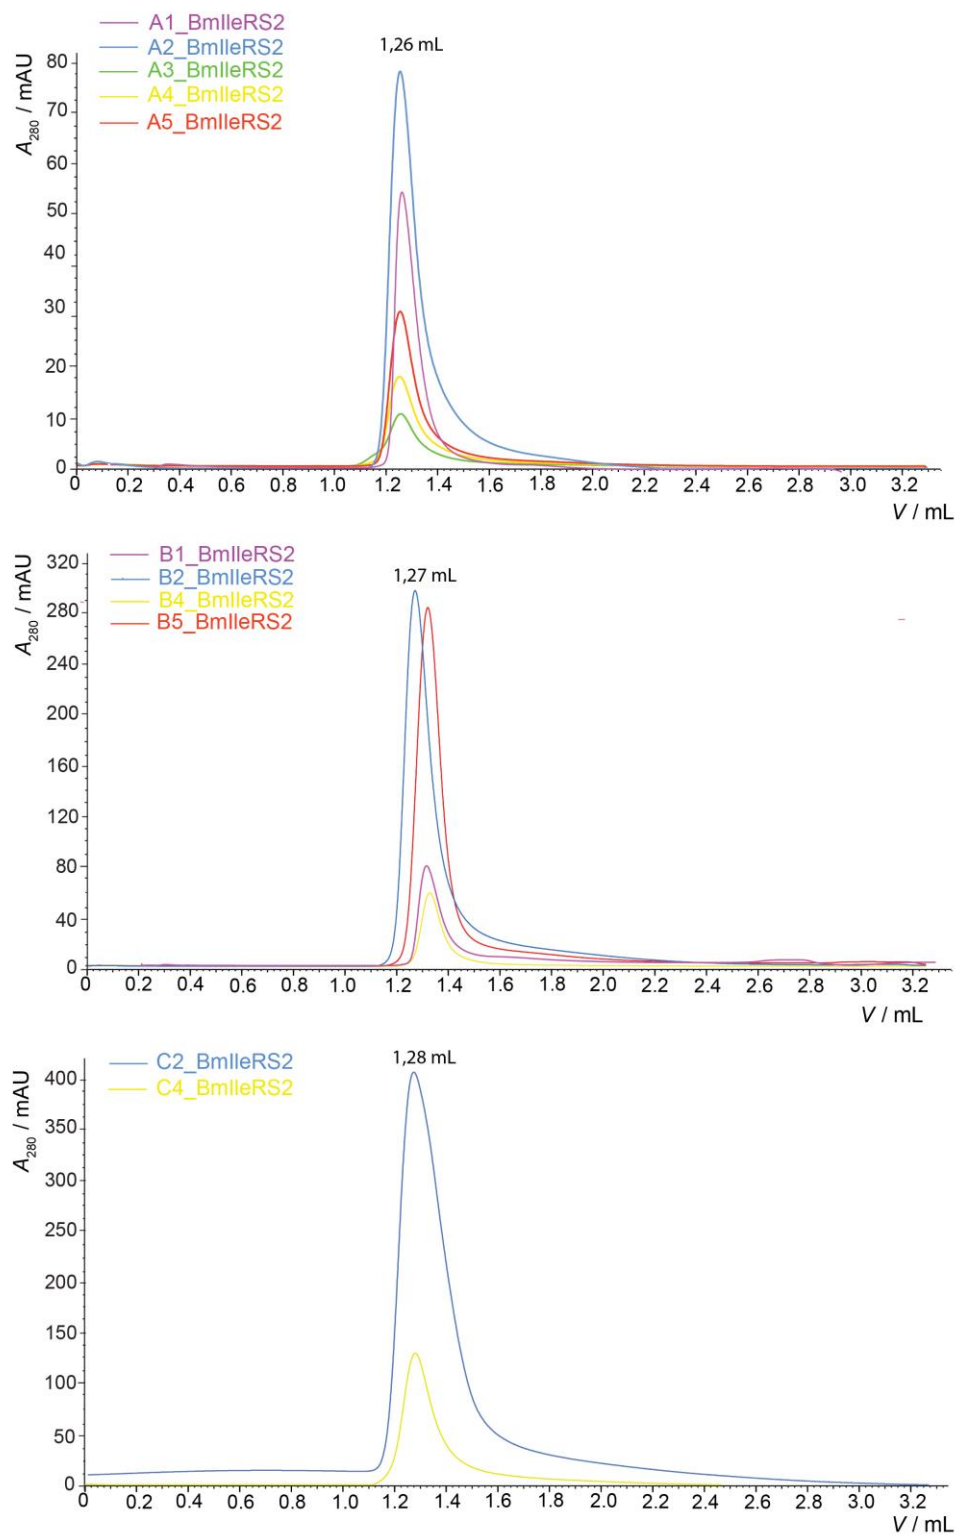 A1_BmIleRS2
A2_BmIleRS2
A3_BmIleRS2
A4_BmIleRS2
A5_BmIleRS2
1,26 mL
A280 / mAU
80
70
60
50
40
30
20
10
0
0 0.2 0.4 0.6 0.8 1.0 1.2 1.4 1.6 1.8 2.0 2.2 2.4 2.6 2.8 3.0 3.2
V / mL
B1_BmIleRS2
B2_BmIleRS2
B4_BmIleRS2
B5_BmIleRS2
1,27 mL
A280 / mAU
320
280
240
200
160
120
80
40
0
0 0.2 0.4 0.6 0.8 1.0 1.2 1.4 1.6 1.8 2.0 2.2 2.4 2.6 2.8 3.0 3.2
V / mL
C2_BmIleRS2
C4_BmIleRS2
1,28 mL
A280 / mAU
400
350
300
250
200
150
100
50
0
0 0.2 0.4 0.6 0.8 1.0 1.2 1.4 1.6 1.8 2.0 2.2 2.4 2.6 2.8 3.0 3.2
V / mL